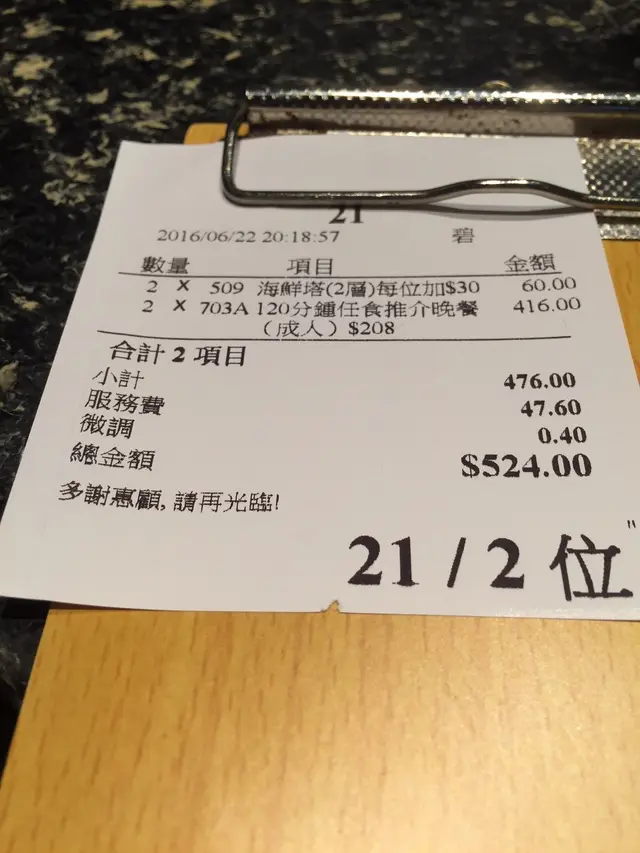 21
2016/06/22 20:18:57 碧
數量 項目 金額
2 X 509 海鮮塔(2層)每位加$30 60.00
2 X 703A 120分鍾任食推介晚餐 416.00
(成人) $208
合計 2 項目
小計 476.00
服務費 47.60
微調 0.40
總金額 $524.00
多謝惠顧, 請再光臨!
21 / 2 位
"